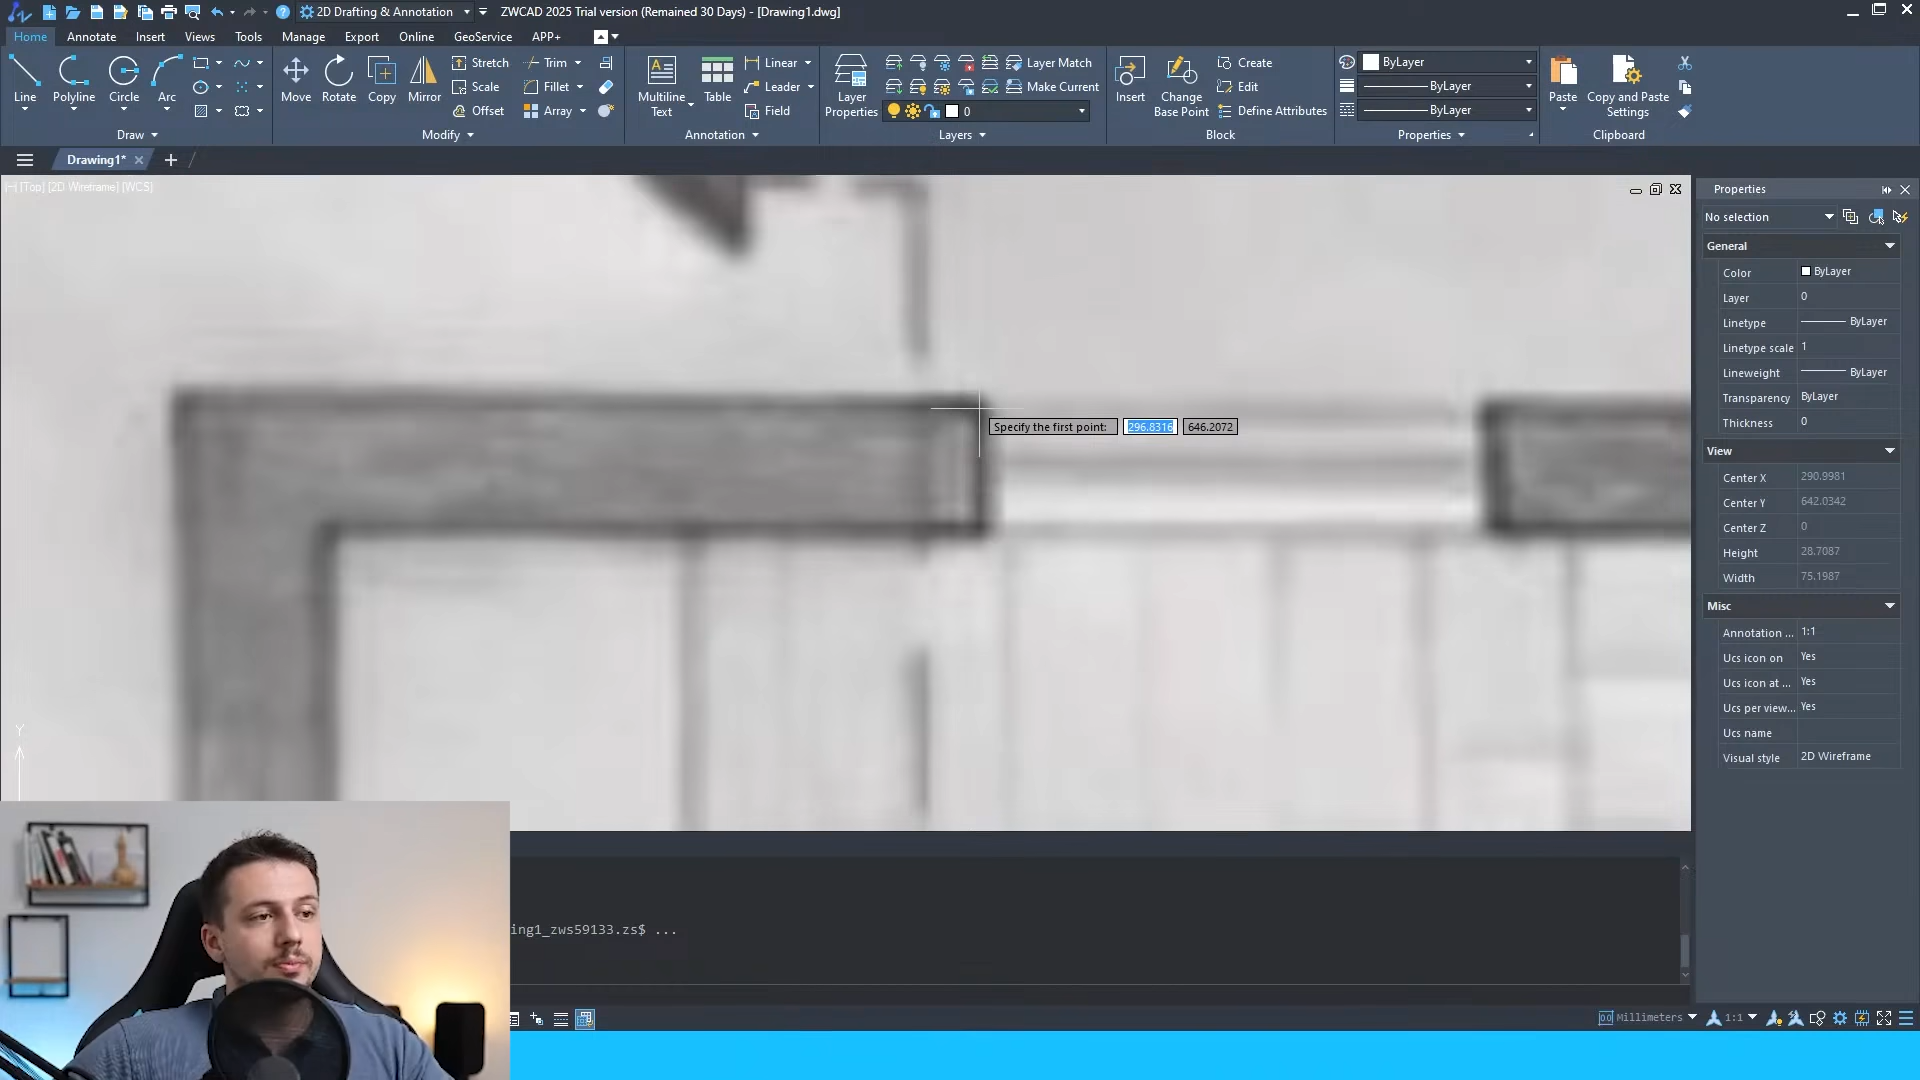 2D Drafting & Annotation
ZWCAD 2025 Trial version (Remained 30 Days) - [Drawing1.dwg]
Home Annotate Insert Views Tools Manage Export Online GeoService APP+
Line Polyline Circle Arc
Draw
Move Rotate Copy Mirror
Stretch Trim
Scale Fillet
Offset Array
Modify
Multiline Text
Table
Linear
Leader
Field
Annotation
Layer Properties
Layer Match
Make Current
0
Layers
Insert
Change Base Point
Create
Edit
Define Attributes
Block
ByLayer
ByLayer
ByLayer
Properties
Paste
Copy and Paste Settings
Clipboard
Drawing1*
[—] [Top] [2D Wireframe] [WCS]
Specify the first point: 296.8316 646.2072
Y
Properties
No selection
General
Color ByLayer
Layer 0
Linetype ByLayer
Linetype scale 1
Lineweight ByLayer
Transparency ByLayer
Thickness 0
View
Center X 290.9981
Center Y 642.0342
Center Z 0
Height 28.7087
Width 75.1987
Misc
Annotation ... 1:1
Ucs icon on Yes
Ucs icon at ... Yes
Ucs per view... Yes
Ucs name
Visual style 2D Wireframe
ing1_zws59133.zs$ ...
Millimeters 1:1